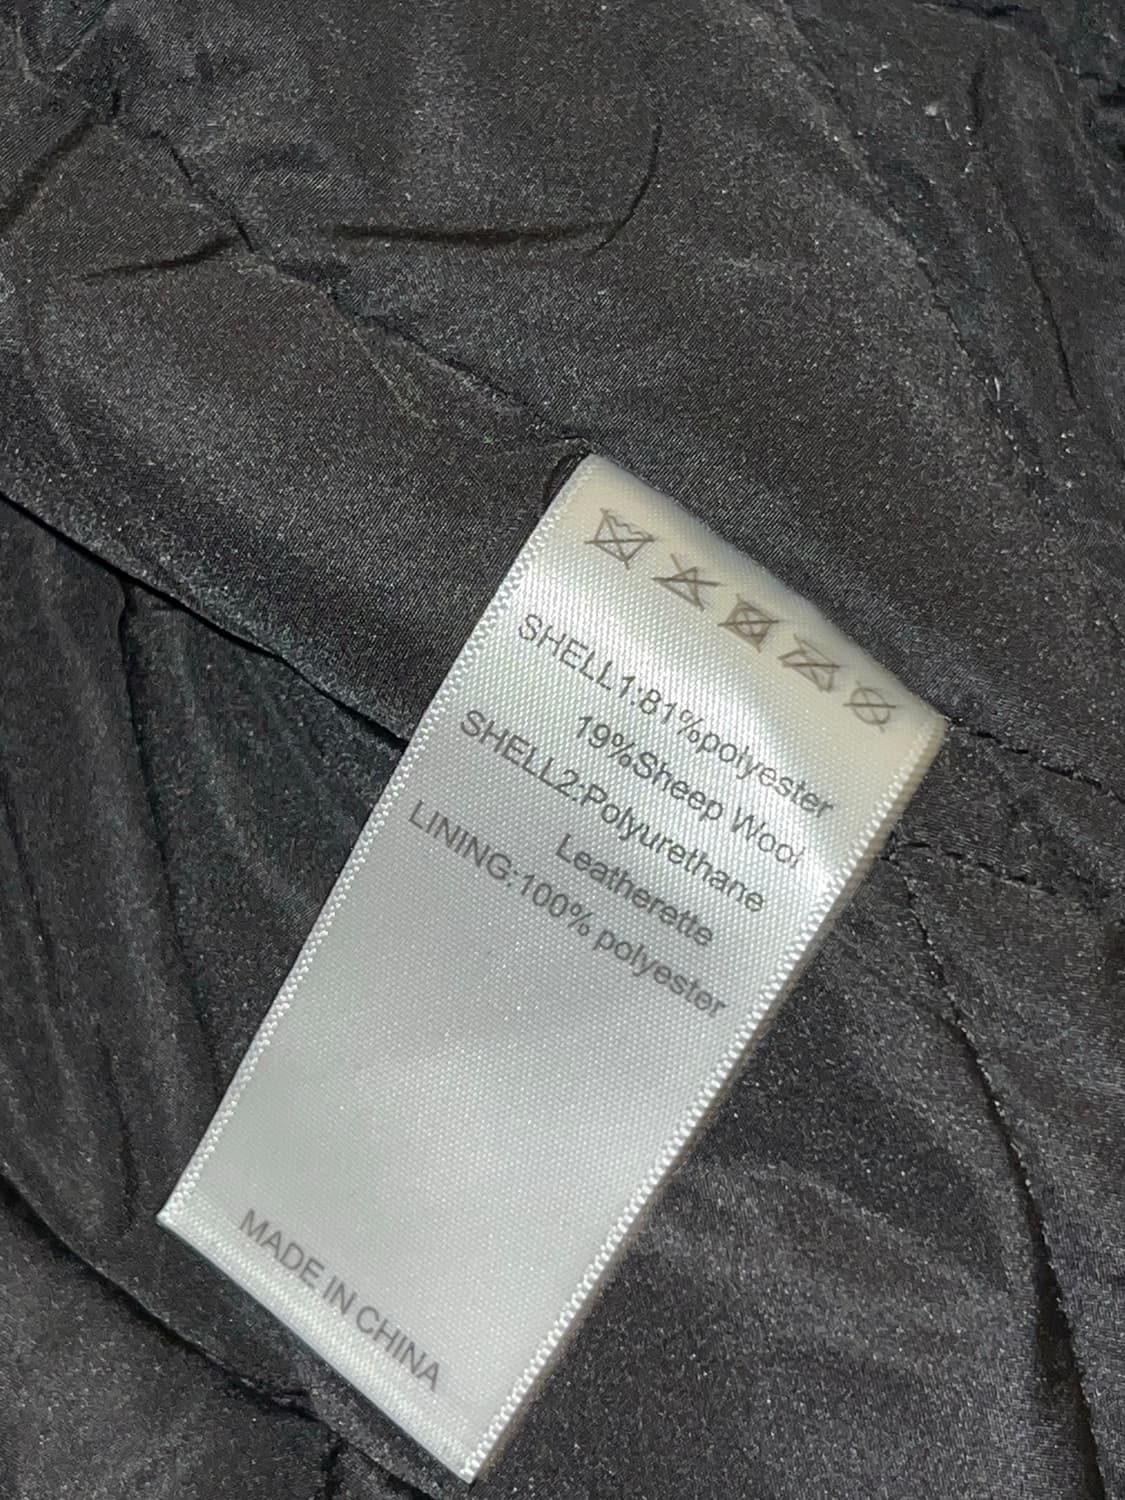 SHELL1:81%polyester
19%Sheep Wool
SHELL2:Polyurethane
Leatherette
LINING:100% polyester
MADE IN CHINA